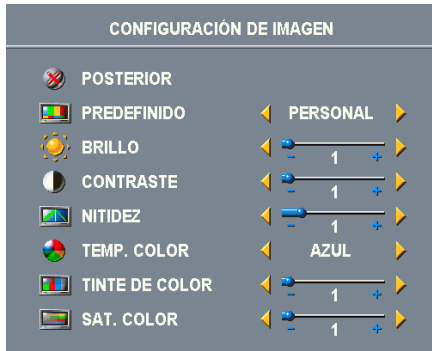 CONFIGURACIÓN DE IMAGEN
POSTERIOR
PREDEFINIDO PERSONAL
BRILLO - 1 +
CONTRASTE - 1 +
NITIDEZ - 1 +
TEMP. COLOR AZUL
TINTE DE COLOR - 1 +
SAT. COLOR - 1 +